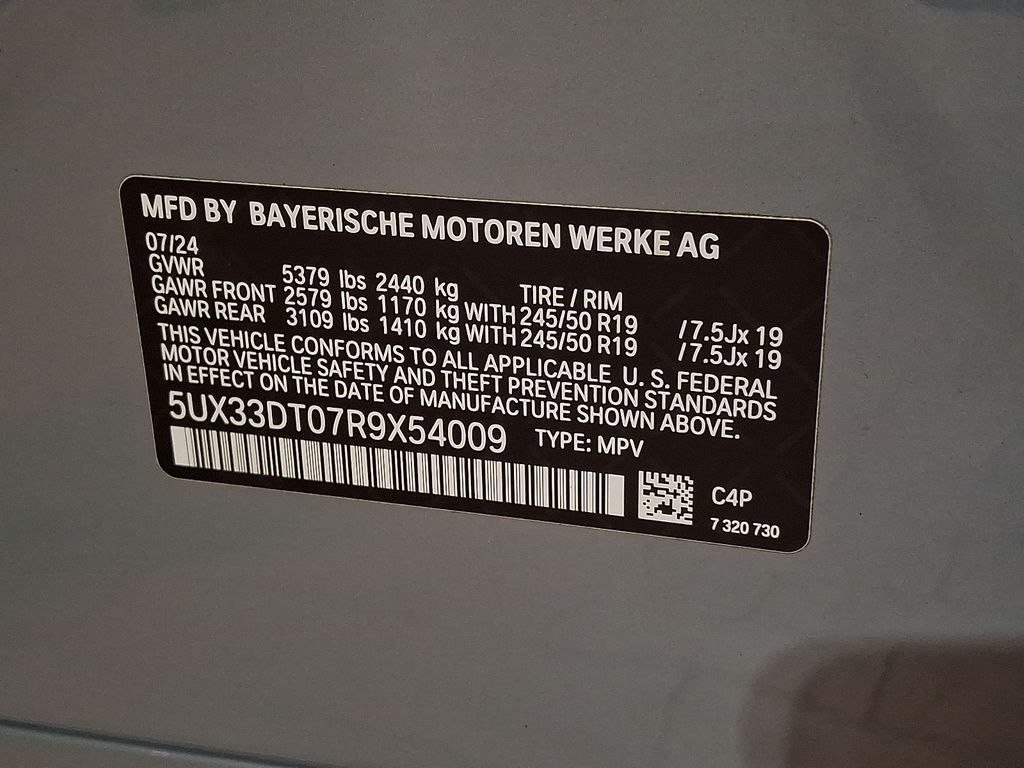 MFD BY BAYERISCHE MOTOREN WERKE AG
07/24
GVWR 5379 lbs 2440 kg TIRE / RIM
GAWR FRONT 2579 lbs 1170 kg WITH 245/50 R19 /7.5Jx 19
GAWR REAR 3109 lbs 1410 kg WITH 245/50 R19 /7.5Jx 19
THIS VEHICLE CONFORMS TO ALL APPLICABLE U. S. FEDERAL
MOTOR VEHICLE SAFETY AND THEFT PREVENTION STANDARDS
IN EFFECT ON THE DATE OF MANUFACTURE SHOWN ABOVE.
5UX33DT07R9X54009 TYPE: MPV
C4P
7 320 730